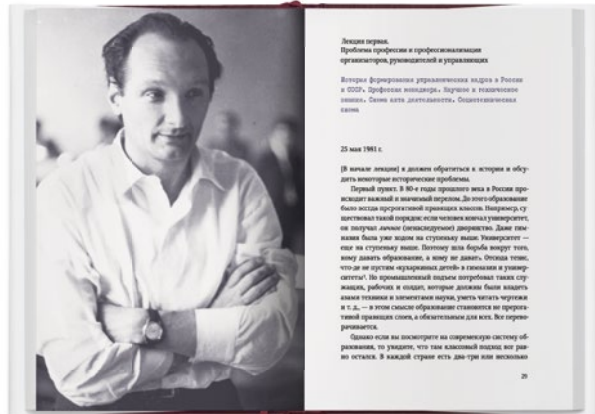 Лекция первая.
Проблема профессии и профессионализация
организаторов, руководителей и управляющих
История формирования управленческих кадров в России
и СССР. Профессия менеджера. Научное и техническое
знание. Схема акта деятельности. Социотехническая
схема
25 мая 1981 г.
[В начале лекции] я должен обратиться к истории и обсу-
дить некоторые исторические проблемы.
Первый пункт. В 80-е годы прошлого века в России про-
исходит важный и значимый перелом. До этого образование
было всегда прерогативой правящих классов. Например, су-
ществовал такой порядок: если человек кончал университет,
он получал личное (ненаследуемое) дворянство. Даже гим-
назия была уже ходом на ступеньку выше. Университет —
еще на ступеньку выше. Поэтому шла борьба вокруг того,
кому давать образование, а кому не давать. Отсюда тезис,
что-де не пустим «кухаркиных детей» в гимназии и универ-
ситеты. Но промышленный подъем потребовал таких слу-
жащих, рабочих и солдат, которые должны были владеть
азами техники и элементами науки, уметь читать чертежи
и т. д., — в этом смысле образование становится не прерога-
тивой правящих слоев, а обязательным для всех. Все перево-
рачивается.
Однако если вы посмотрите на современную систему об-
разования, то увидите, что там классовый подход все рав-
но остался. В каждой стране есть два-три или несколько
29